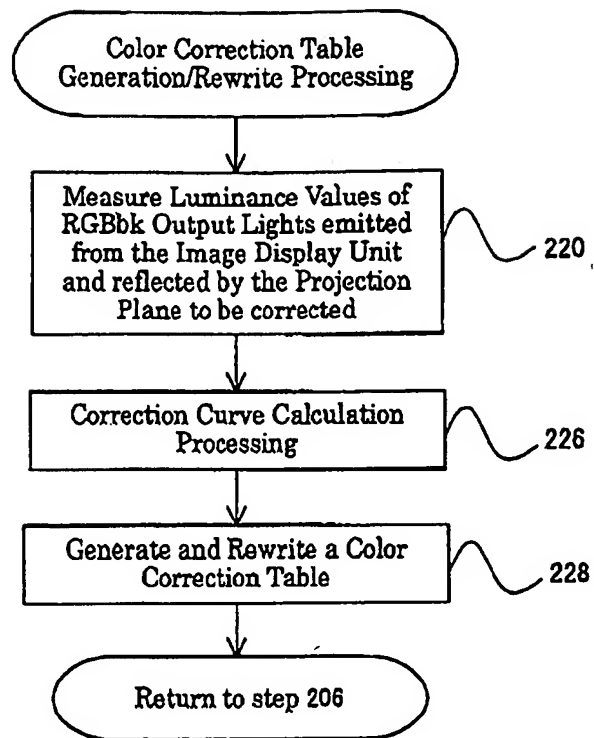 Color Correction Table
Generation/Rewrite Processing
Measure Luminance Values of
RGBbk Output Lights emitted
from the Image Display Unit
and reflected by the Projection
Plane to be corrected
220
Correction Curve Calculation
Processing
226
Generate and Rewrite a Color
Correction Table
228
Return to step 206